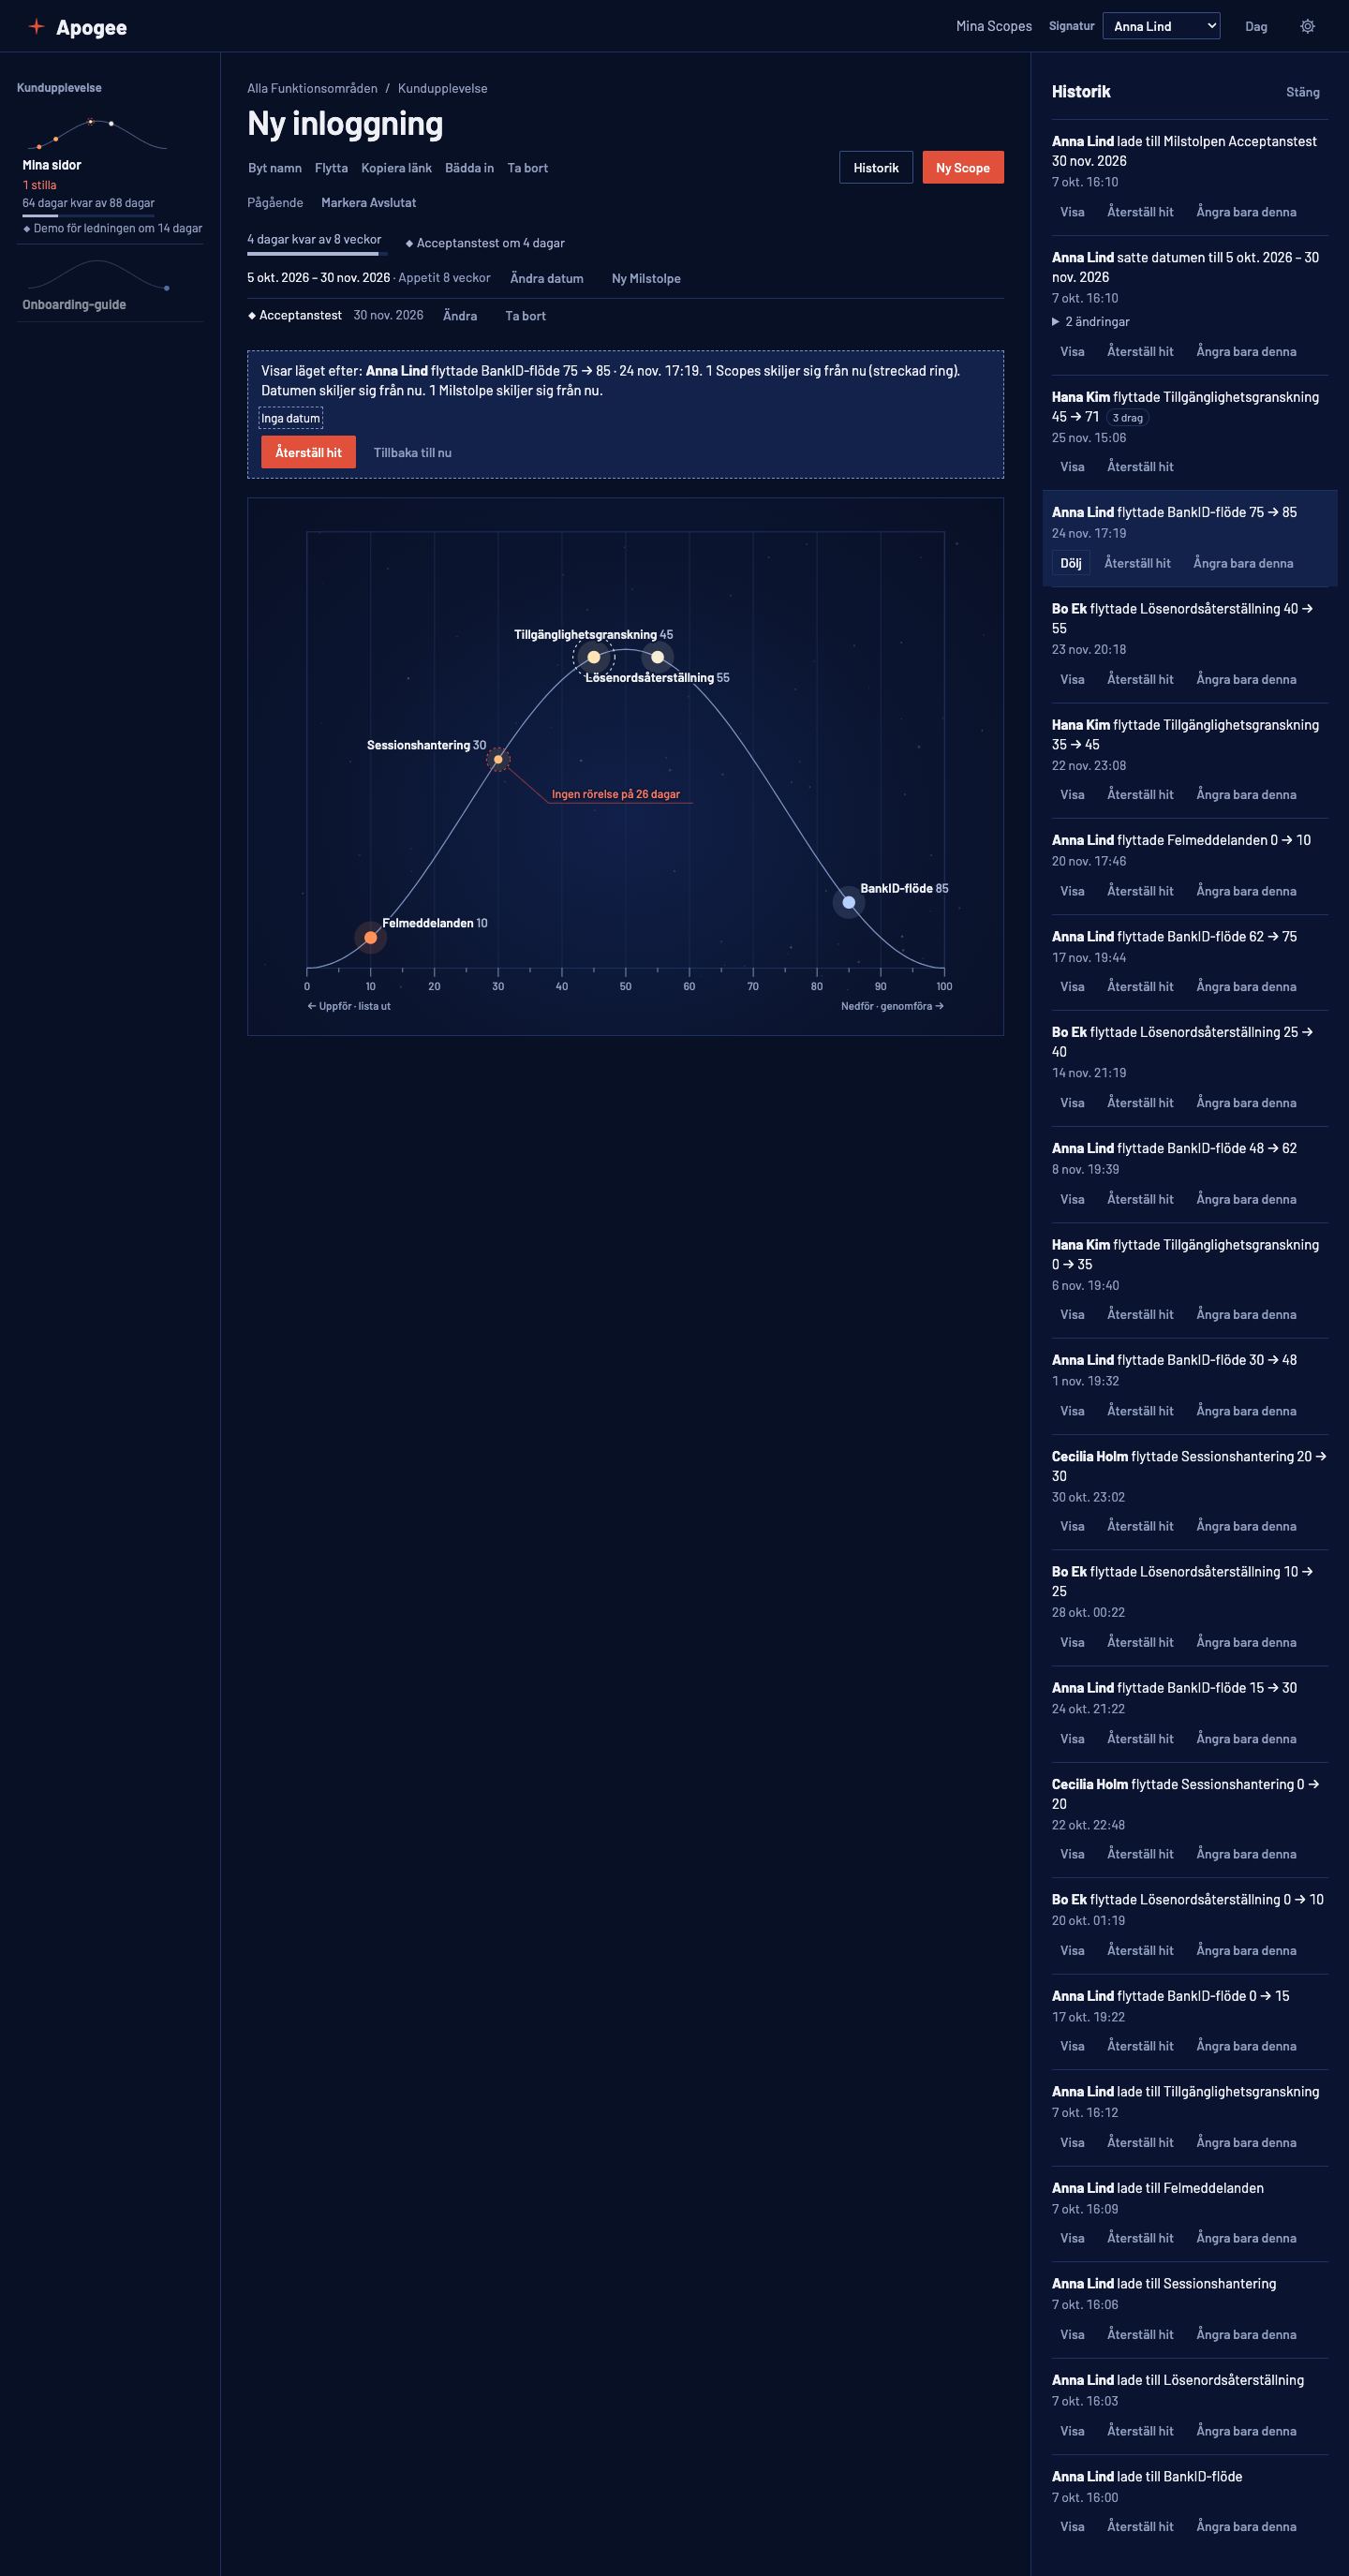 Apogee
Mina Scopes
Signatur
Anna Lind
Dag
Kundupplevelse
Mina sidor
1 stilla
64 dagar kvar av 88 dagar
◆ Demo för ledningen om 14 dagar
Onboarding-guide
Alla Funktionsområden / Kundupplevelse
Ny inloggning
Byt namn Flytta Kopiera länk Bädda in Ta bort
Historik
Ny Scope
Pågående Markera Avslutat
4 dagar kvar av 8 veckor
◆ Acceptanstest om 4 dagar
5 okt. 2026 – 30 nov. 2026 · Appetit 8 veckor Ändra datum Ny Milstolpe
◆ Acceptanstest 30 nov. 2026 Ändra Ta bort
Visar läget efter: Anna Lind flyttade BankID-flöde 75 → 85 · 24 nov. 17:19. 1 Scopes skiljer sig från nu (streckad ring).
Datumen skiljer sig från nu. 1 Milstolpe skiljer sig från nu.
Inga datum
Återställ hit Tillbaka till nu
Tillgänglighetsgranskning 45
Lösenordsåterställning 55
Sessionshantering 30
Ingen rörelse på 26 dagar
BankID-flöde 85
Felmeddelanden 10
0 10 20 30 40 50 60 70 80 90 100
← Uppför · lista ut
Nedför · genomföra →
Historik
Stäng
Anna Lind lade till Milstolpen Acceptanstest
30 nov. 2026
7 okt. 16:10
Visa Återställ hit Ångra bara denna
Anna Lind satte datumen till 5 okt. 2026 – 30
nov. 2026
7 okt. 16:10
▶ 2 ändringar
Visa Återställ hit Ångra bara denna
Hana Kim flyttade Tillgänglighetsgranskning
45 → 71 3 drag
25 nov. 15:06
Visa Återställ hit
Anna Lind flyttade BankID-flöde 75 → 85
24 nov. 17:19
Dölj Återställ hit Ångra bara denna
Bo Ek flyttade Lösenordsåterställning 40 →
55
23 nov. 20:18
Visa Återställ hit Ångra bara denna
Hana Kim flyttade Tillgänglighetsgranskning
35 → 45
22 nov. 23:08
Visa Återställ hit Ångra bara denna
Anna Lind flyttade Felmeddelanden 0 → 10
20 nov. 17:46
Visa Återställ hit Ångra bara denna
Anna Lind flyttade BankID-flöde 62 → 75
17 nov. 19:44
Visa Återställ hit Ångra bara denna
Bo Ek flyttade Lösenordsåterställning 25 →
40
14 nov. 21:19
Visa Återställ hit Ångra bara denna
Anna Lind flyttade BankID-flöde 48 → 62
8 nov. 19:39
Visa Återställ hit Ångra bara denna
Hana Kim flyttade Tillgänglighetsgranskning
0 → 35
6 nov. 19:40
Visa Återställ hit Ångra bara denna
Anna Lind flyttade BankID-flöde 30 → 48
1 nov. 19:32
Visa Återställ hit Ångra bara denna
Cecilia Holm flyttade Sessionshantering 20 →
30
30 okt. 23:02
Visa Återställ hit Ångra bara denna
Bo Ek flyttade Lösenordsåterställning 10 →
25
28 okt. 00:22
Visa Återställ hit Ångra bara denna
Anna Lind flyttade BankID-flöde 15 → 30
24 okt. 21:22
Visa Återställ hit Ångra bara denna
Cecilia Holm flyttade Sessionshantering 0 →
20
22 okt. 22:48
Visa Återställ hit Ångra bara denna
Bo Ek flyttade Lösenordsåterställning 0 → 10
20 okt. 01:19
Visa Återställ hit Ångra bara denna
Anna Lind flyttade BankID-flöde 0 → 15
17 okt. 19:22
Visa Återställ hit Ångra bara denna
Anna Lind lade till Tillgänglighetsgranskning
7 okt. 16:12
Visa Återställ hit Ångra bara denna
Anna Lind lade till Felmeddelanden
7 okt. 16:09
Visa Återställ hit Ångra bara denna
Anna Lind lade till Sessionshantering
7 okt. 16:06
Visa Återställ hit Ångra bara denna
Anna Lind lade till Lösenordsåterställning
7 okt. 16:03
Visa Återställ hit Ångra bara denna
Anna Lind lade till BankID-flöde
7 okt. 16:00
Visa Återställ hit Ångra bara denna